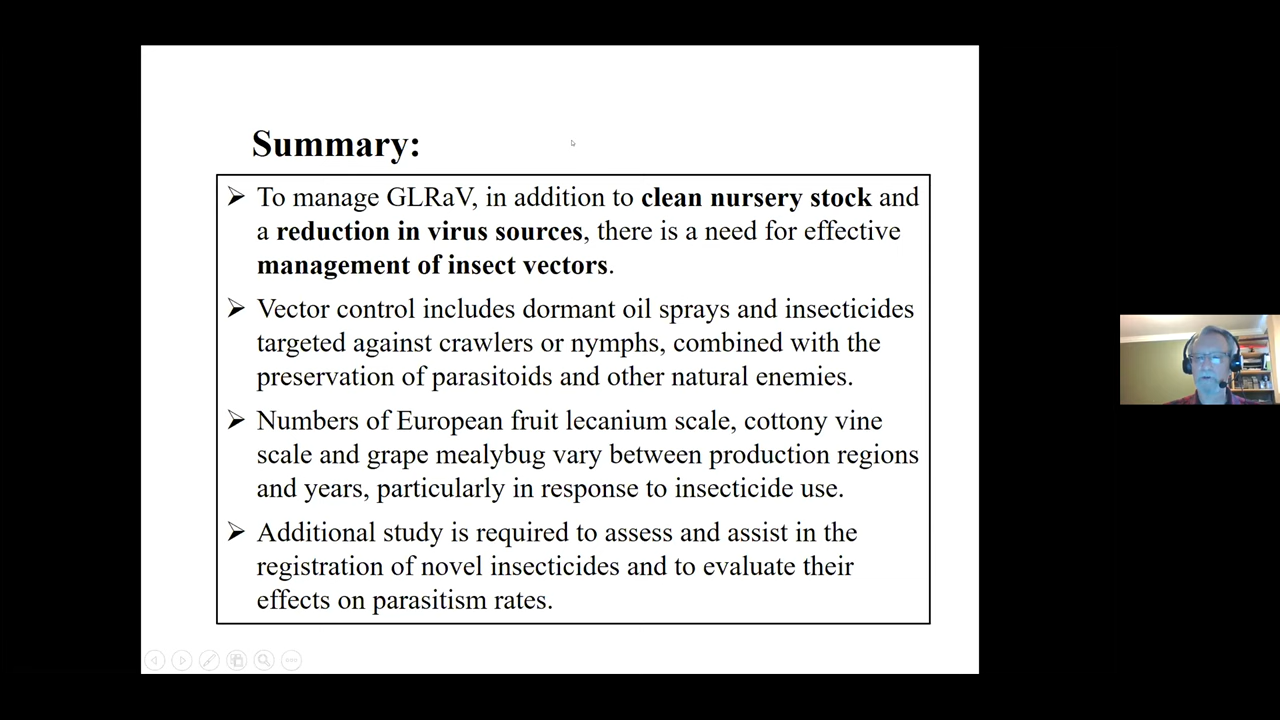 Summary:
➢ To manage GLRaV, in addition to clean nursery stock and
a reduction in virus sources, there is a need for effective
management of insect vectors.
➢ Vector control includes dormant oil sprays and insecticides
targeted against crawlers or nymphs, combined with the
preservation of parasitoids and other natural enemies.
➢ Numbers of European fruit lecanium scale, cottony vine
scale and grape mealybug vary between production regions
and years, particularly in response to insecticide use.
➢ Additional study is required to assess and assist in the
registration of novel insecticides and to evaluate their
effects on parasitism rates.